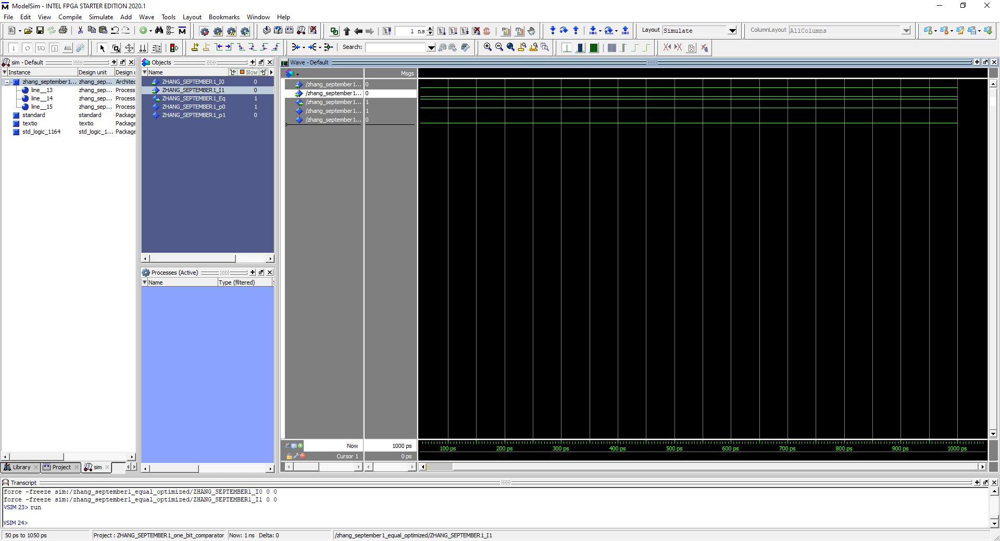 ModelSim - INTEL FPGA STARTER EDITION 2020.1
File Edit View Compile Simulate Add Wave Tools Layout Bookmarks Window Help
1 ns
Layout Simulate
ColumnLayout AllColumns
Search:
sim - Default
Instance Design unit Design u
zhang_september1... zhang_sep... Architec
line__13 zhang_sep... Process
line__14 zhang_sep... Process
line__15 zhang_sep... Process
standard standard Package
textio textio Package
std_logic_1164 std_logic_1... Package
Library Project sim
Objects
Name Now
ZHANG_SEPTEMBER1_I0 0
ZHANG_SEPTEMBER1_I1 0
ZHANG_SEPTEMBER1_Eq 1
ZHANG_SEPTEMBER1_p0 1
ZHANG_SEPTEMBER1_p1 0
Processes (Active)
Name Type (filtered)
Wave - Default
Msgs
/zhang_september1... 0
/zhang_september1... 0
/zhang_september1... 1
/zhang_september1... 1
/zhang_september1... 0
Now 1000 ps
100 ps 200 ps 300 ps 400 ps 500 ps 600 ps 700 ps 800 ps 900 ps 1000 ps
Cursor 1 0 ps
Transcript
force -freeze sim:/zhang_september1_equal_optimized/ZHANG_SEPTEMBER1_I0 0 0
force -freeze sim:/zhang_september1_equal_optimized/ZHANG_SEPTEMBER1_I1 0 0
VSIM 23> run
VSIM 24>
50 ps to 1050 ps Project : ZHANG_SEPTEMBER1_one_bit_comparator Now: 1 ns Delta: 0 /zhang_september1_equal_optimized/ZHANG_SEPTEMBER1_I1